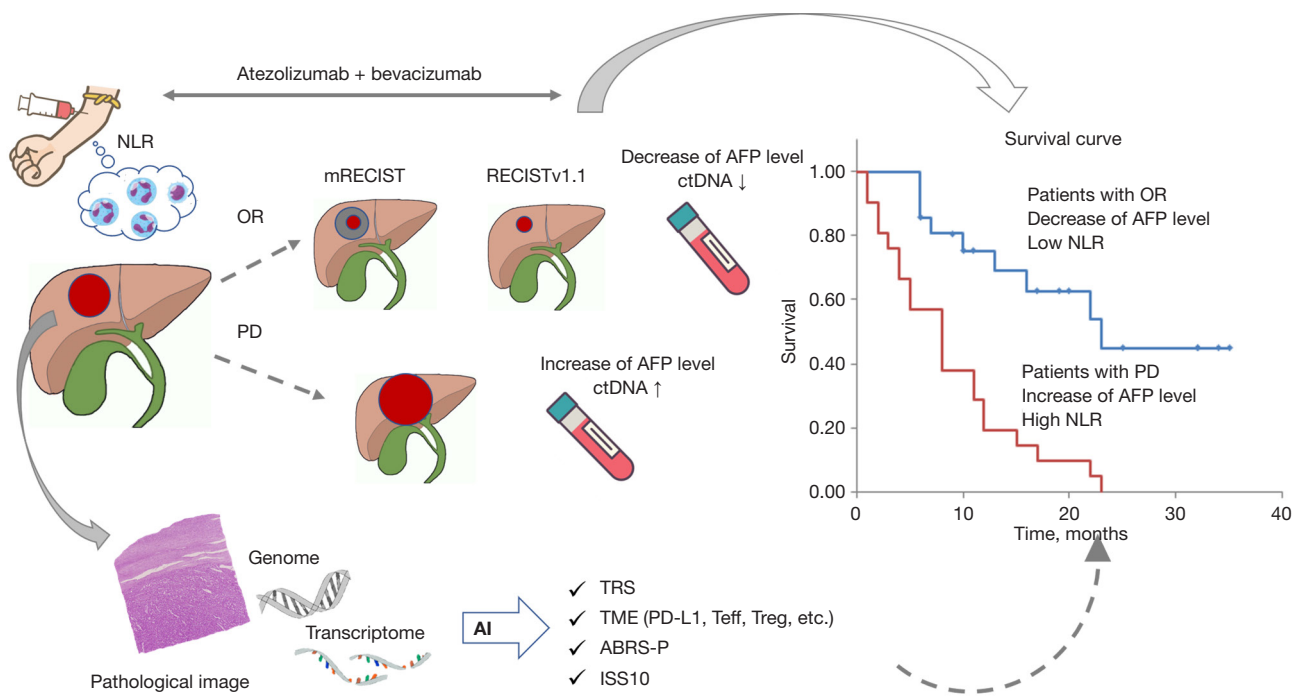 Atezolizumab + bevacizumab
NLR
OR
mRECIST
RECISTv1.1
Decrease of AFP level
ctDNA ↓
PD
Increase of AFP level
ctDNA ↑
Survival curve
Survival
1.00
0.80
0.60
0.40
0.20
0.00
Patients with OR
Decrease of AFP level
Low NLR
Patients with PD
Increase of AFP level
High NLR
0
10
20
30
40
Time, months
Pathological image
Genome
Transcriptome
AI
✓ TRS
✓ TME (PD-L1, Teff, Treg, etc.)
✓ ABRS-P
✓ ISS10